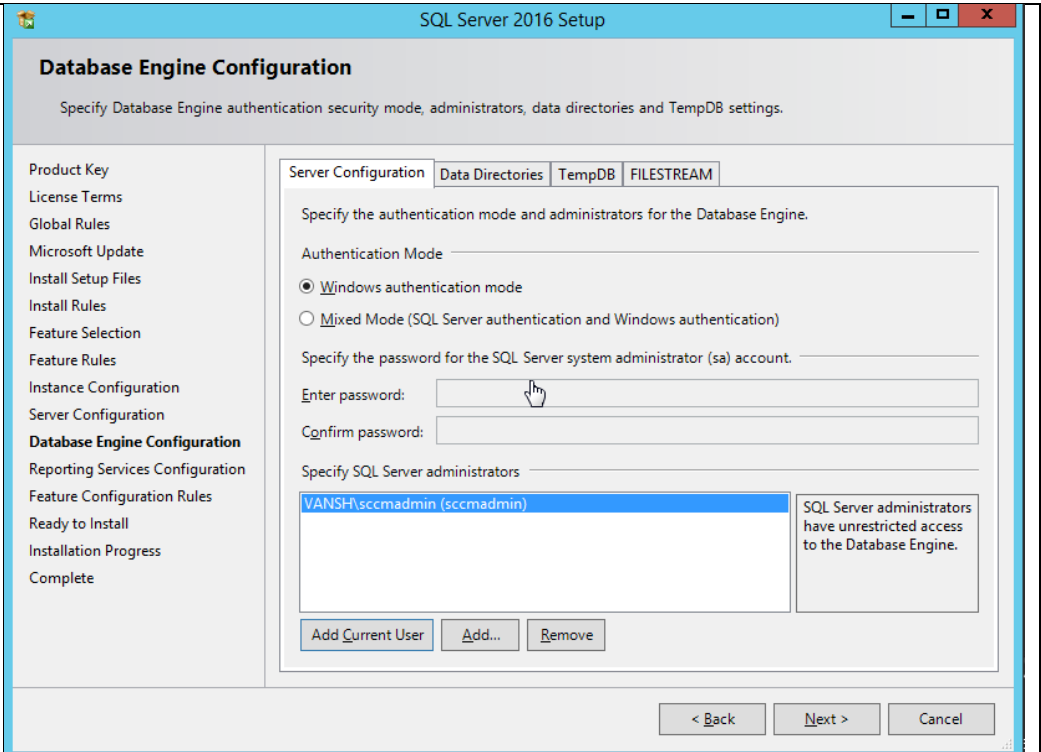 SQL Server 2016 Setup
Database Engine Configuration
Specify Database Engine authentication security mode, administrators, data directories and TempDB settings.
Product Key
License Terms
Global Rules
Microsoft Update
Install Setup Files
Install Rules
Feature Selection
Feature Rules
Instance Configuration
Server Configuration
Database Engine Configuration
Reporting Services Configuration
Feature Configuration Rules
Ready to Install
Installation Progress
Complete
Server Configuration Data Directories TempDB FILESTREAM
Specify the authentication mode and administrators for the Database Engine.
Authentication Mode
Windows authentication mode
Mixed Mode (SQL Server authentication and Windows authentication)
Specify the password for the SQL Server system administrator (sa) account.
Enter password:
Confirm password:
Specify SQL Server administrators
VANSH\sccmadmin (sccmadmin)
SQL Server administrators
have unrestricted access
to the Database Engine.
Add Current User Add... Remove
< Back Next > Cancel